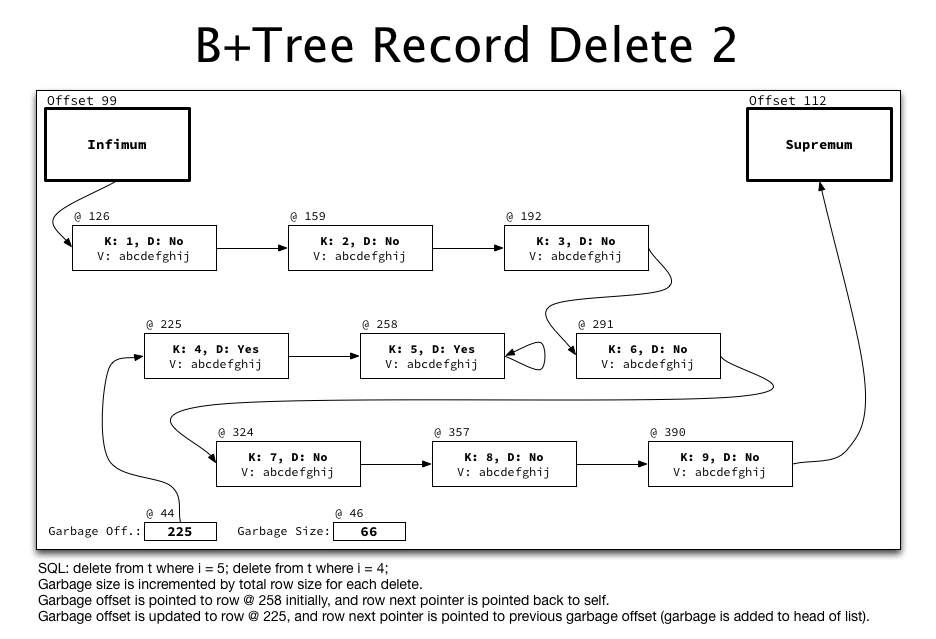 B+Tree Record Delete 2
Offset 99
Offset 112
Infimum
Supremum
@ 126
@ 159
@ 192
K: 1, D: No
V: abcdefghij
K: 2, D: No
V: abcdefghij
K: 3, D: No
V: abcdefghij
@ 225
@ 258
@ 291
K: 4, D: Yes
V: abcdefghij
K: 5, D: Yes
V: abcdefghij
K: 6, D: No
V: abcdefghij
@ 324
@ 357
@ 390
K: 7, D: No
V: abcdefghij
K: 8, D: No
V: abcdefghij
K: 9, D: No
V: abcdefghij
@ 44
@ 46
Garbage Off.: 225
Garbage Size: 66
SQL: delete from t where i = 5; delete from t where i = 4;
Garbage size is incremented by total row size for each delete.
Garbage offset is pointed to row @ 258 initially, and row next pointer is pointed back to self.
Garbage offset is updated to row @ 225, and row next pointer is pointed to previous garbage offset (garbage is added to head of list).